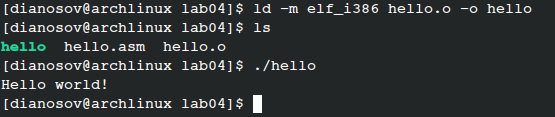 [dianosov@archlinux lab04]$ ld -m elf_i386 hello.o -o hello
[dianosov@archlinux lab04]$ ls
hello  hello.asm  hello.o
[dianosov@archlinux lab04]$ ./hello
Hello world!
[dianosov@archlinux lab04]$